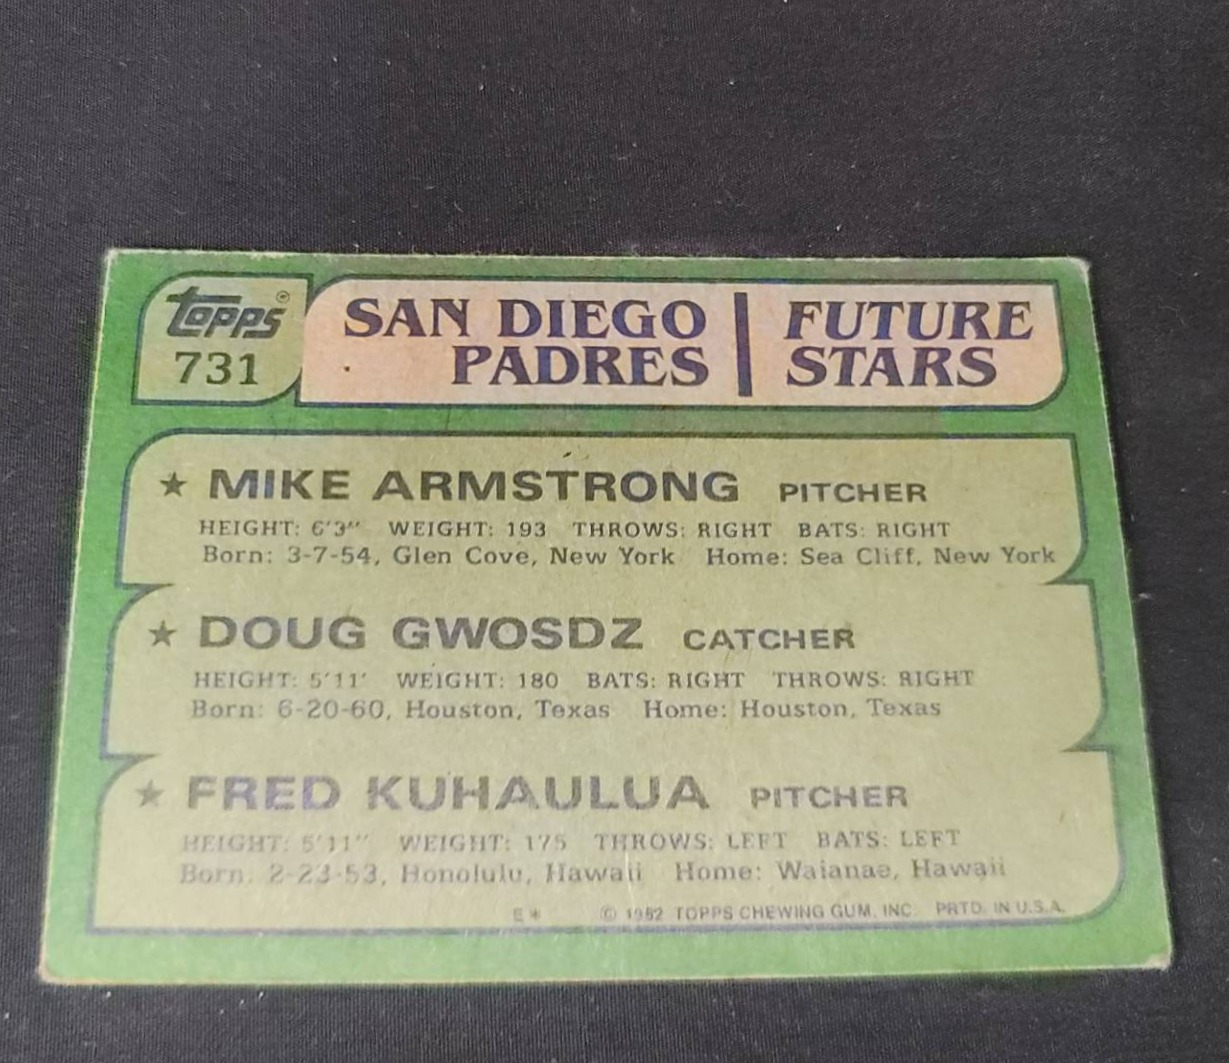 topps®
731
SAN DIEGO PADRES
FUTURE STARS
★ MIKE ARMSTRONG PITCHER
HEIGHT: 6'3" WEIGHT: 193 THROWS: RIGHT BATS: RIGHT
Born: 3-7-54, Glen Cove, New York Home: Sea Cliff, New York
★ DOUG GWOSDZ CATCHER
HEIGHT: 5'11' WEIGHT: 180 BATS: RIGHT THROWS: RIGHT
Born: 6-20-60, Houston, Texas Home: Houston, Texas
★ FRED KUHAULUA PITCHER
HEIGHT: 5'11" WEIGHT: 175 THROWS: LEFT BATS: LEFT
Born: 2-23-53, Honolulu, Hawaii Home: Waianae, Hawaii
E* © 1982 TOPPS CHEWING GUM, INC. PRTD. IN U.S.A.